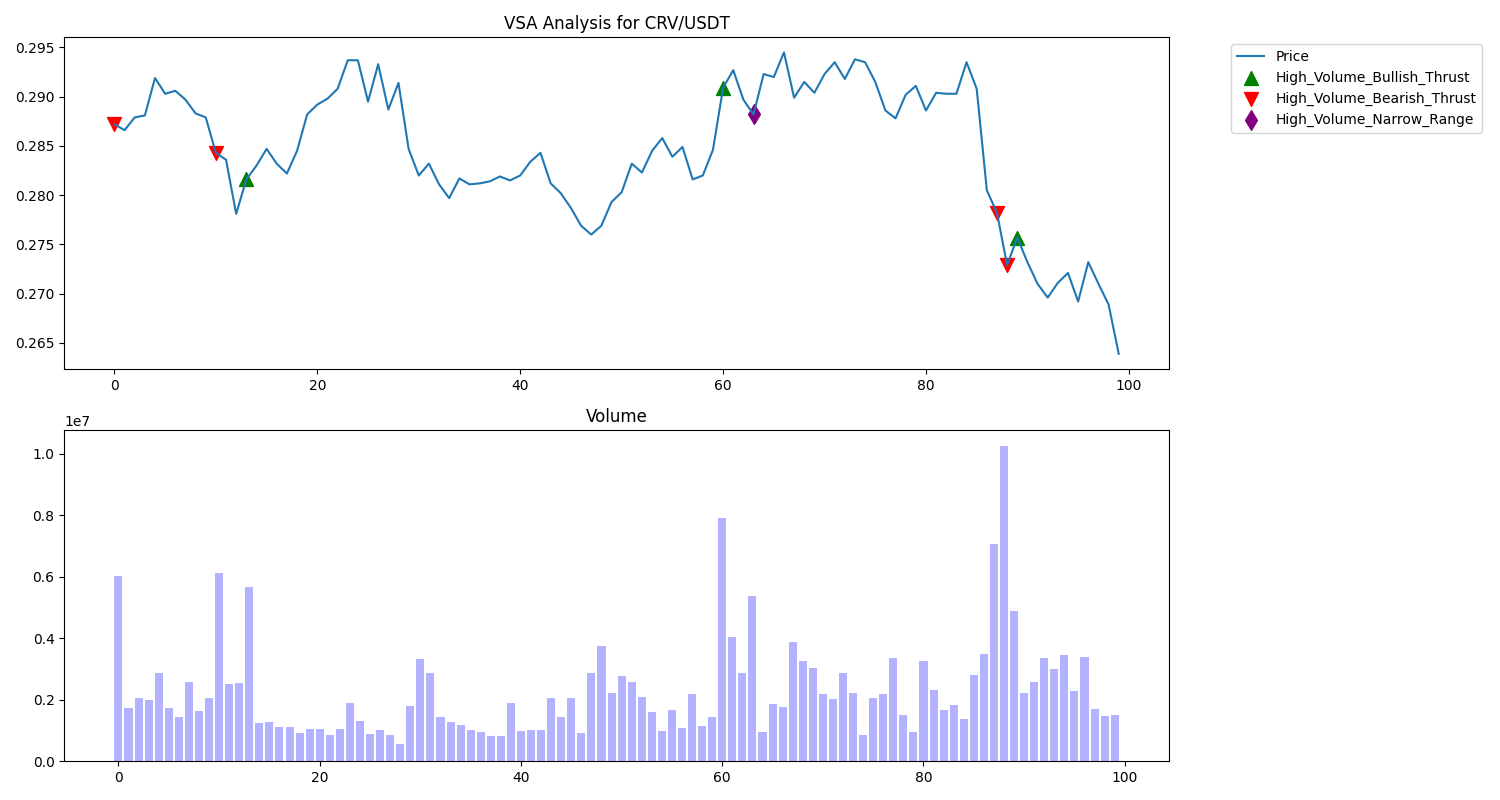 VSA Analysis for CRV/USDT
0.295
0.290
0.285
0.280
0.275
0.270
0.265
0 20 40 60 80 100
Price
High_Volume_Bullish_Thrust
High_Volume_Bearish_Thrust
High_Volume_Narrow_Range
Volume
1e7
1.0
0.8
0.6
0.4
0.2
0.0
0 20 40 60 80 100